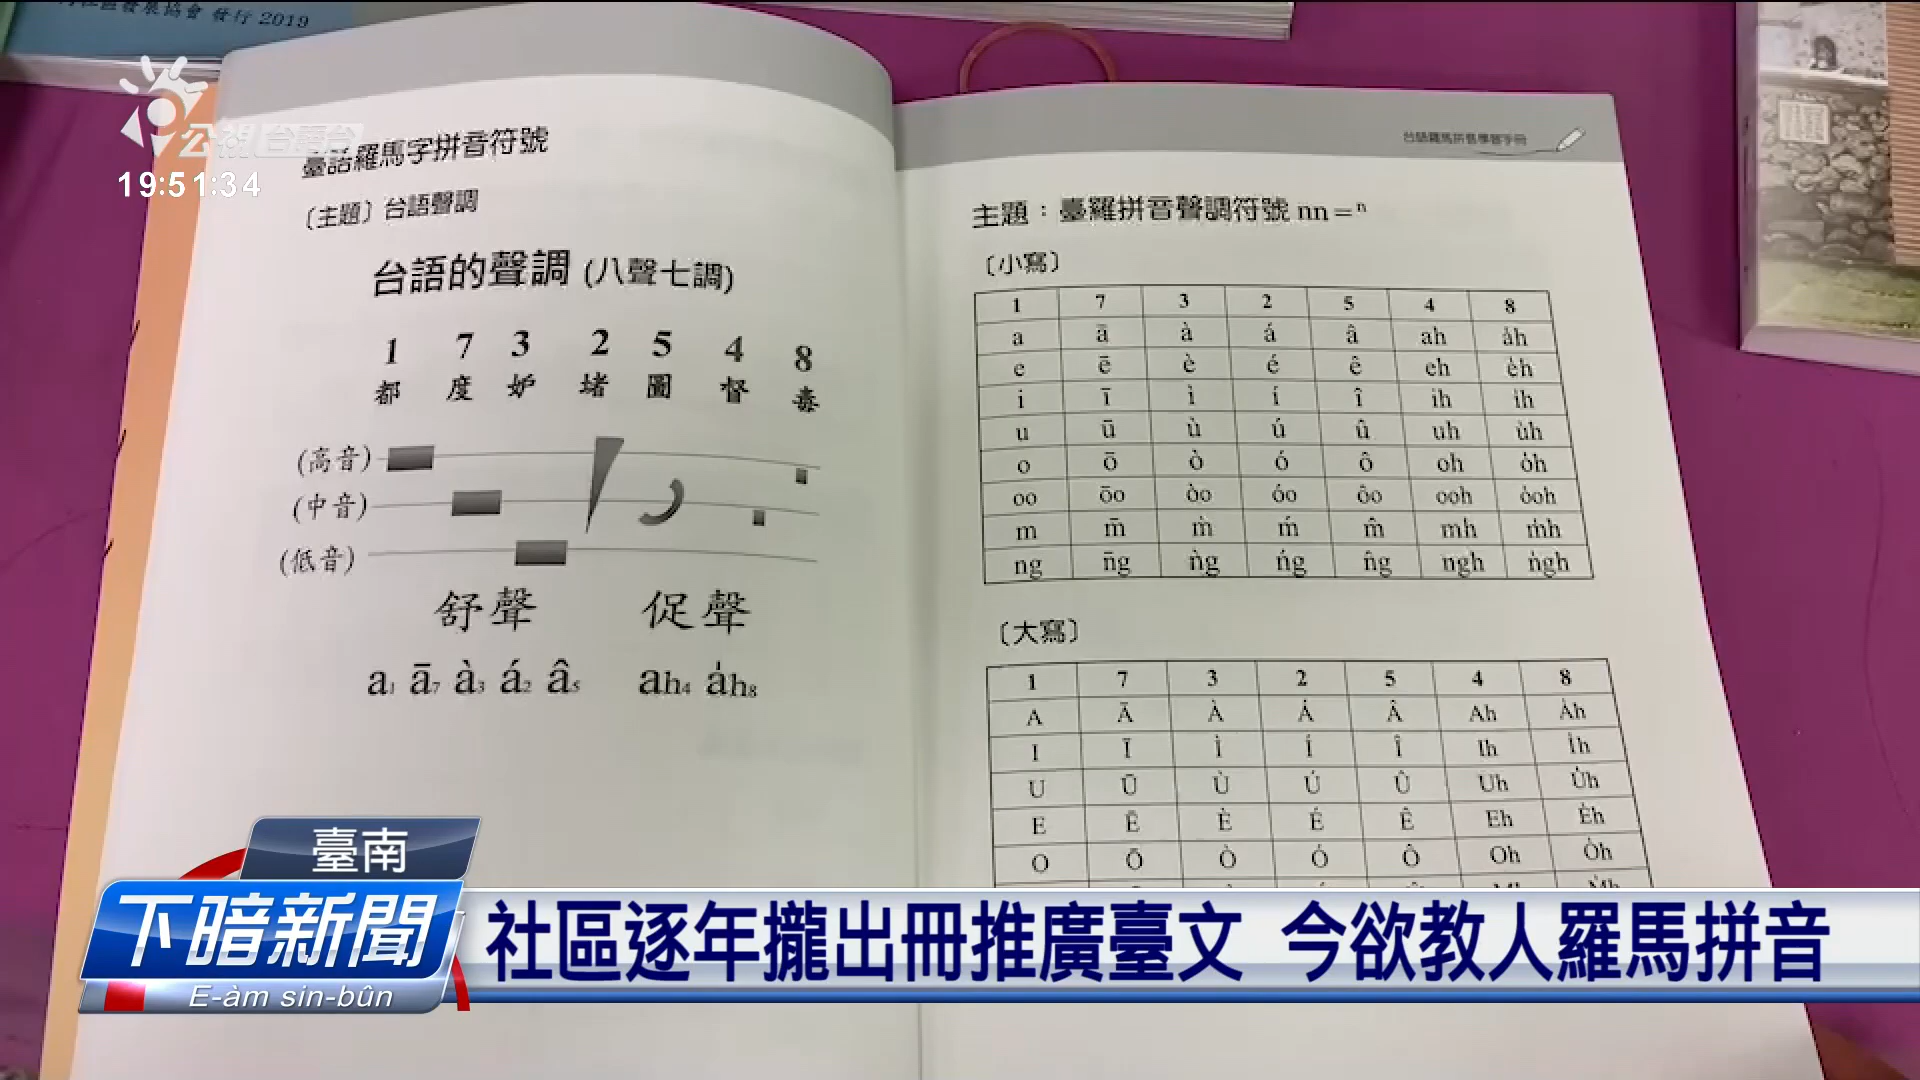 發展協會 發行 2019
公視台語台
19:51:34
臺語羅馬字拼音符號
〔主題〕台語聲調
台語的聲調 (八聲七調)
1 7 3 2 5 4 8
都 度 妒 堵 圖 督 毒
(高音)
(中音)
(低音)
舒聲 促聲
a1 ā7 à3 á2 â5 ah4 a̍h8
台語羅馬拼音學習手冊
主題：臺羅拼音聲調符號 nn=ⁿ
〔小寫〕
1 7 3 2 5 4 8
a ā à á â ah a̍h
e ē è é ê eh e̍h
i ī ì í î ih i̍h
u ū ù ú û uh u̍h
o ō ò ó ô oh o̍h
oo ōo òo óo ôo ooh o̍oh
m m̄ m̀ ḿ m̂ mh m̍h
ng n̄g ǹg ńg n̂g ngh n̍gh
〔大寫〕
1 7 3 2 5 4 8
A Ā À Á Â Ah A̍h
I Ī Ì Í Î Ih I̍h
U Ū Ù Ú Û Uh U̍h
E Ē È É Ê Eh E̍h
O Ō Ò Ó Ô Oh O̍h
臺南
下暗新聞
E-àm sin-bûn
社區逐年攏出冊推廣臺文 今欲教人羅馬拼音